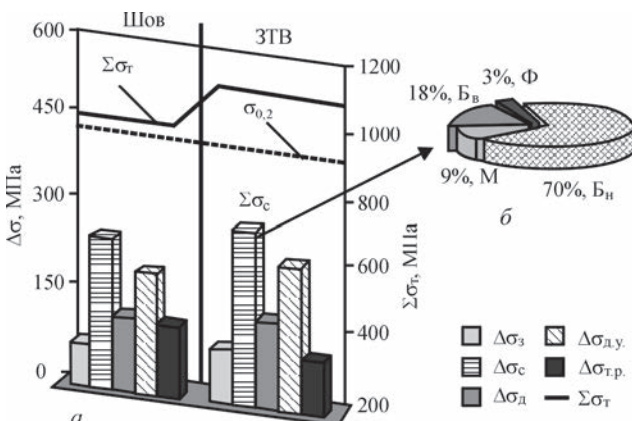 Шов
ЗТВ
600
450
300
150
0
Δσ, МПа
Σσт
σ0,2
Σσс
1200
1000
800
600
400
200
Σσт, МПа
а
18%, Бв
3%, Ф
9%, М
70%, Бн
б
Δσз
Δσд.у.
Δσс
Δσт.р.
Δσд
Σσт